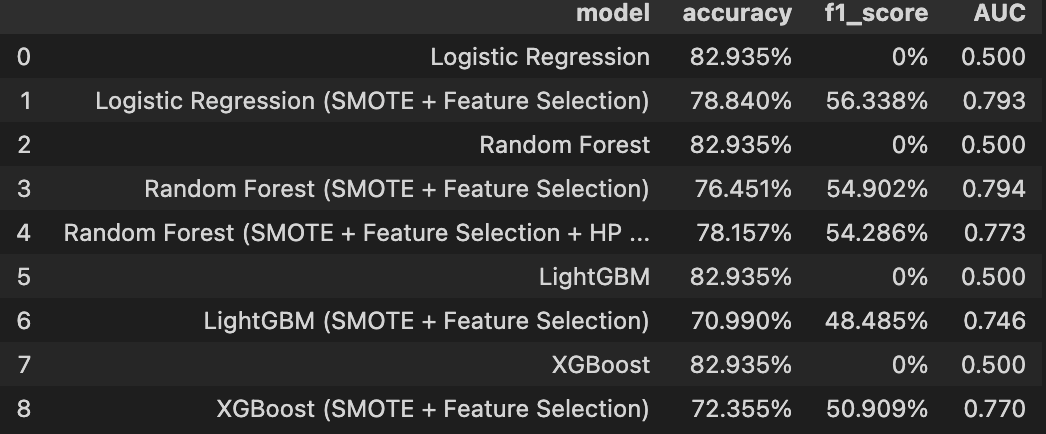 model accuracy f1_score AUC
0 Logistic Regression 82.935% 0% 0.500
1 Logistic Regression (SMOTE + Feature Selection) 78.840% 56.338% 0.793
2 Random Forest 82.935% 0% 0.500
3 Random Forest (SMOTE + Feature Selection) 76.451% 54.902% 0.794
4 Random Forest (SMOTE + Feature Selection + HP ... 78.157% 54.286% 0.773
5 LightGBM 82.935% 0% 0.500
6 LightGBM (SMOTE + Feature Selection) 70.990% 48.485% 0.746
7 XGBoost 82.935% 0% 0.500
8 XGBoost (SMOTE + Feature Selection) 72.355% 50.909% 0.770